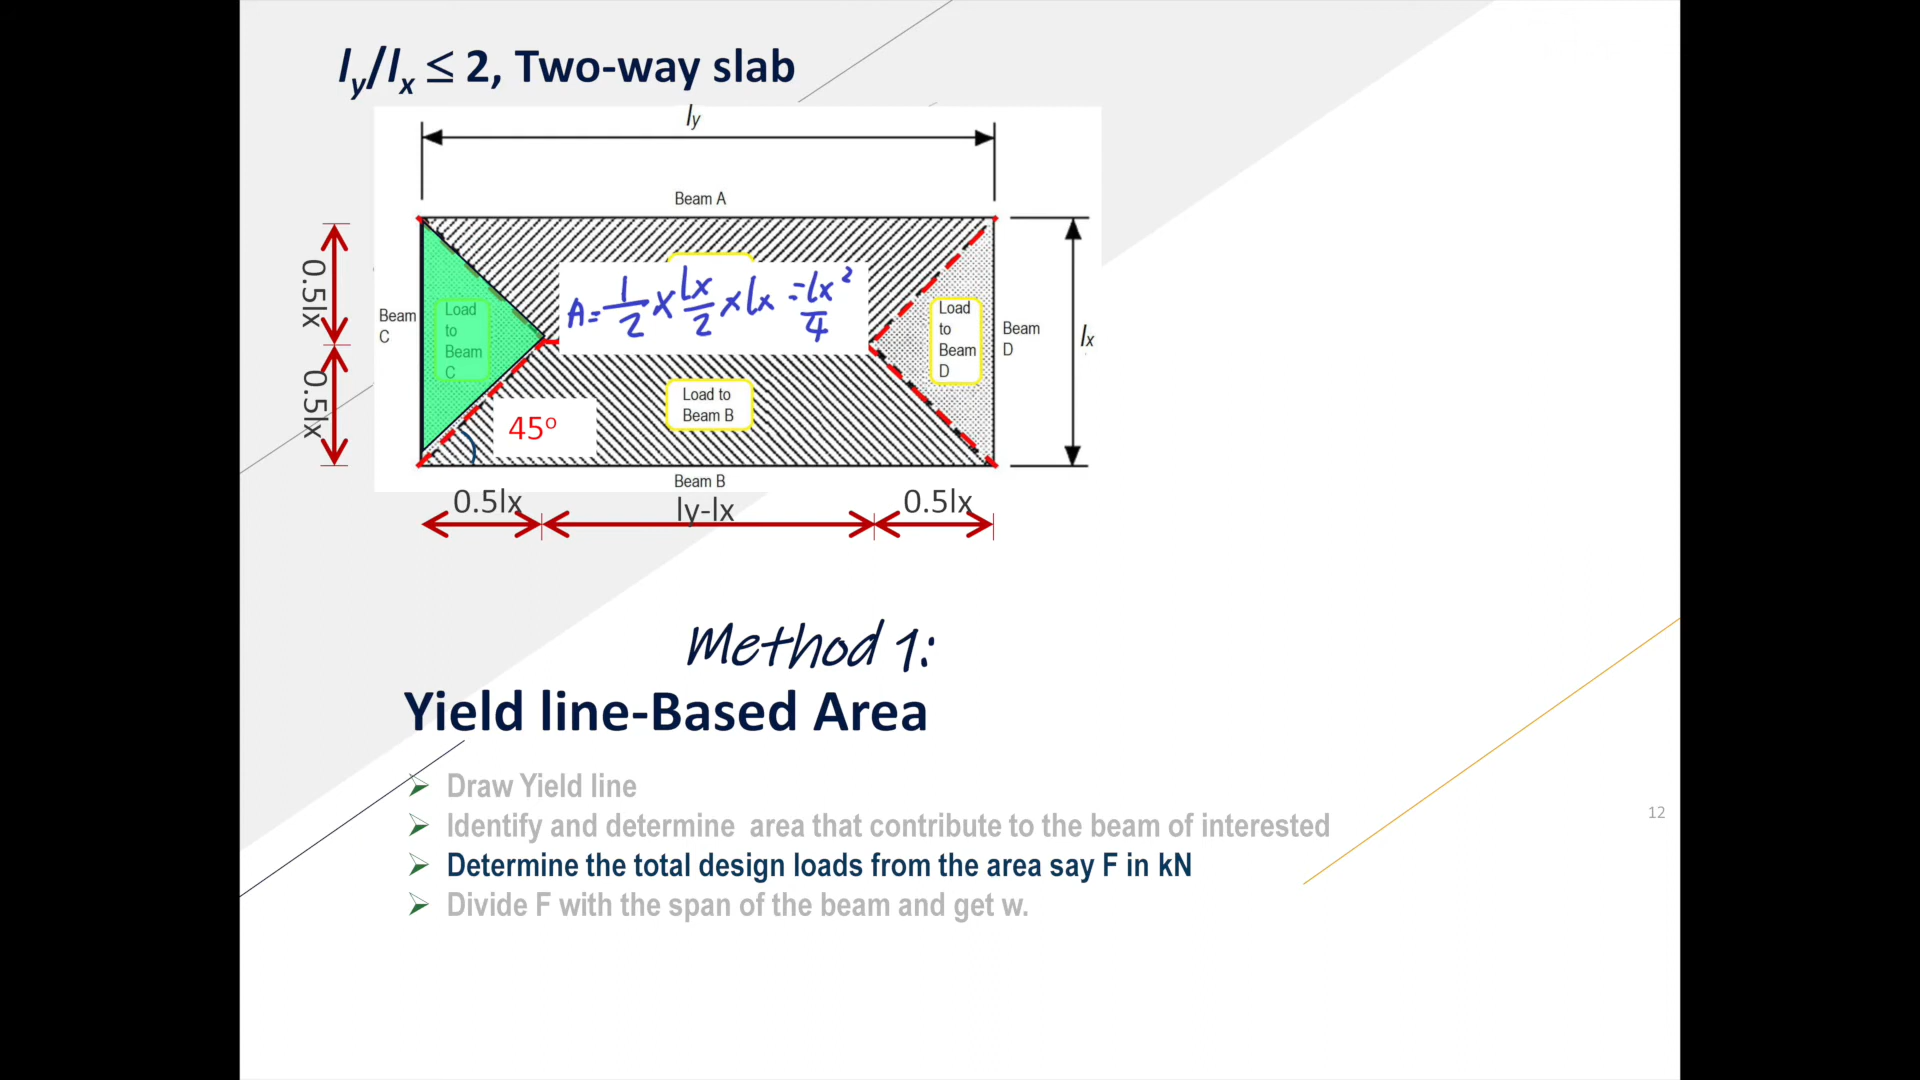 ly/lx ≤ 2, Two-way slab
ly
Beam A
0.5lx
0.5lx
Beam
C
Load
to
Beam
C
A = 1/2 × lx/2 × lx = lx²/4
Load
to
Beam
D
Beam
D
lx
Load to
Beam B
45°
Beam B
0.5lx
ly-lx
0.5lx
Method 1:
Yield line-Based Area
➢ Draw Yield line
➢ Identify and determine area that contribute to the beam of interested
➢ Determine the total design loads from the area say F in kN
➢ Divide F with the span of the beam and get w.
12